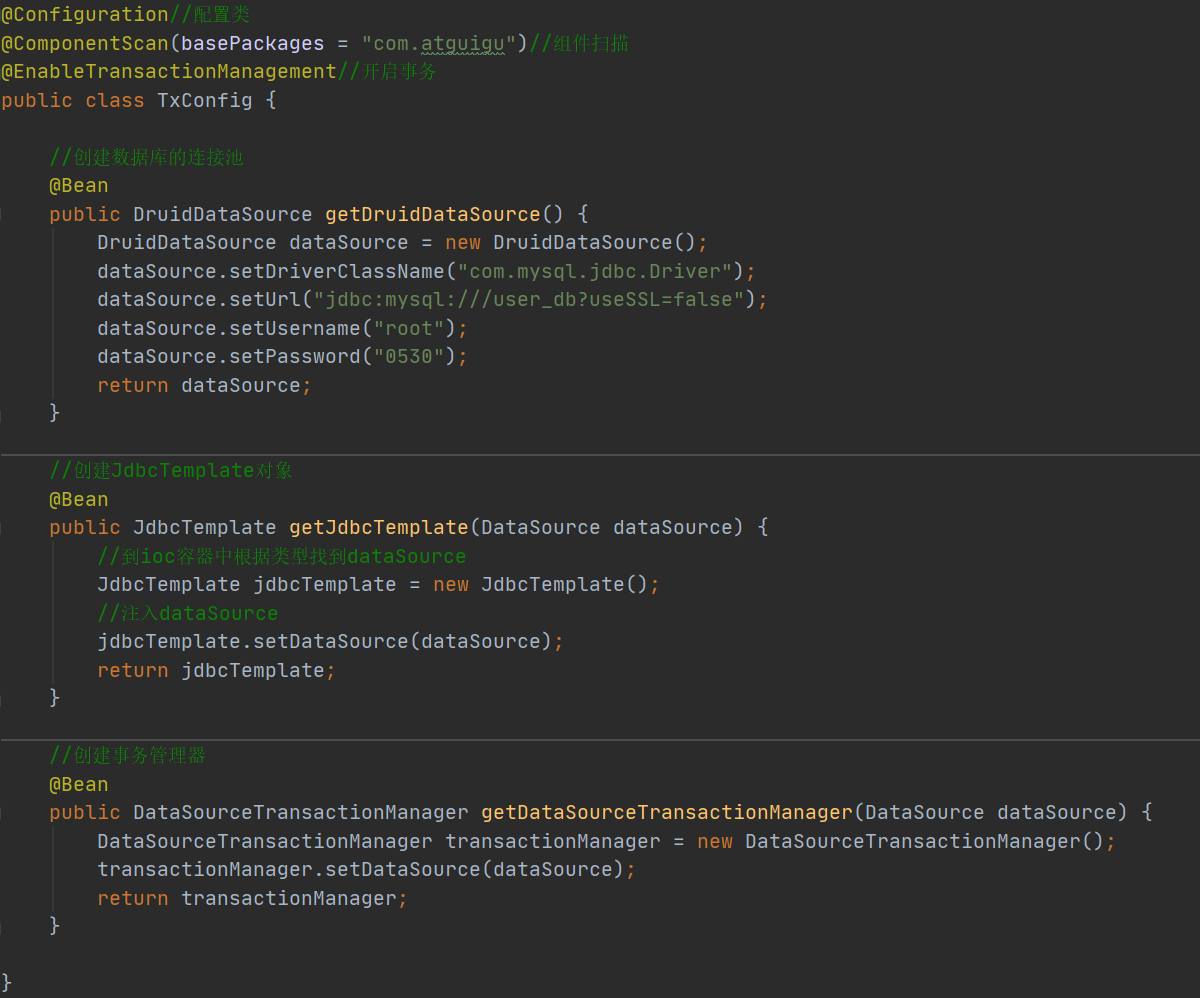 @Configuration//配置类
@ComponentScan(basePackages = "com.atguigu")//组件扫描
@EnableTransactionManagement//开启事务
public class TxConfig {
//创建数据库的连接池
@Bean
public DruidDataSource getDruidDataSource() {
DruidDataSource dataSource = new DruidDataSource();
dataSource.setDriverClassName("com.mysql.jdbc.Driver");
dataSource.setUrl("jdbc:mysql:///user_db?useSSL=false");
dataSource.setUsername("root");
dataSource.setPassword("0530");
return dataSource;
}
//创建JdbcTemplate对象
@Bean
public JdbcTemplate getJdbcTemplate(DataSource dataSource) {
//到ioc容器中根据类型找到dataSource
JdbcTemplate jdbcTemplate = new JdbcTemplate();
//注入dataSource
jdbcTemplate.setDataSource(dataSource);
return jdbcTemplate;
}
//创建事务管理器
@Bean
public DataSourceTransactionManager getDataSourceTransactionManager(DataSource dataSource) {
DataSourceTransactionManager transactionManager = new DataSourceTransactionManager();
transactionManager.setDataSource(dataSource);
return transactionManager;
}
}